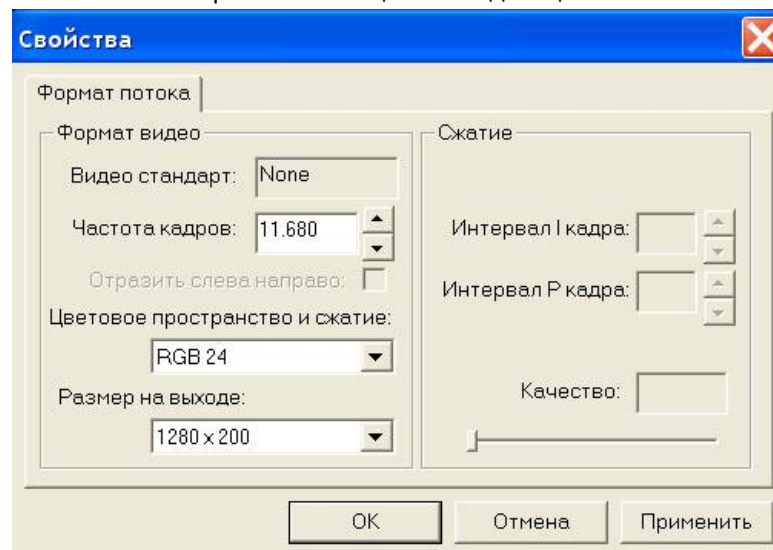 Свойства
Формат потока
Формат видео
Видео стандарт: None
Частота кадров: 11.680
Отразить слева направо:
Цветовое пространство и сжатие:
RGB 24
Размер на выходе:
1280 x 200
Сжатие
Интервал I кадра:
Интервал P кадра:
Качество:
OK
Отмена
Применить